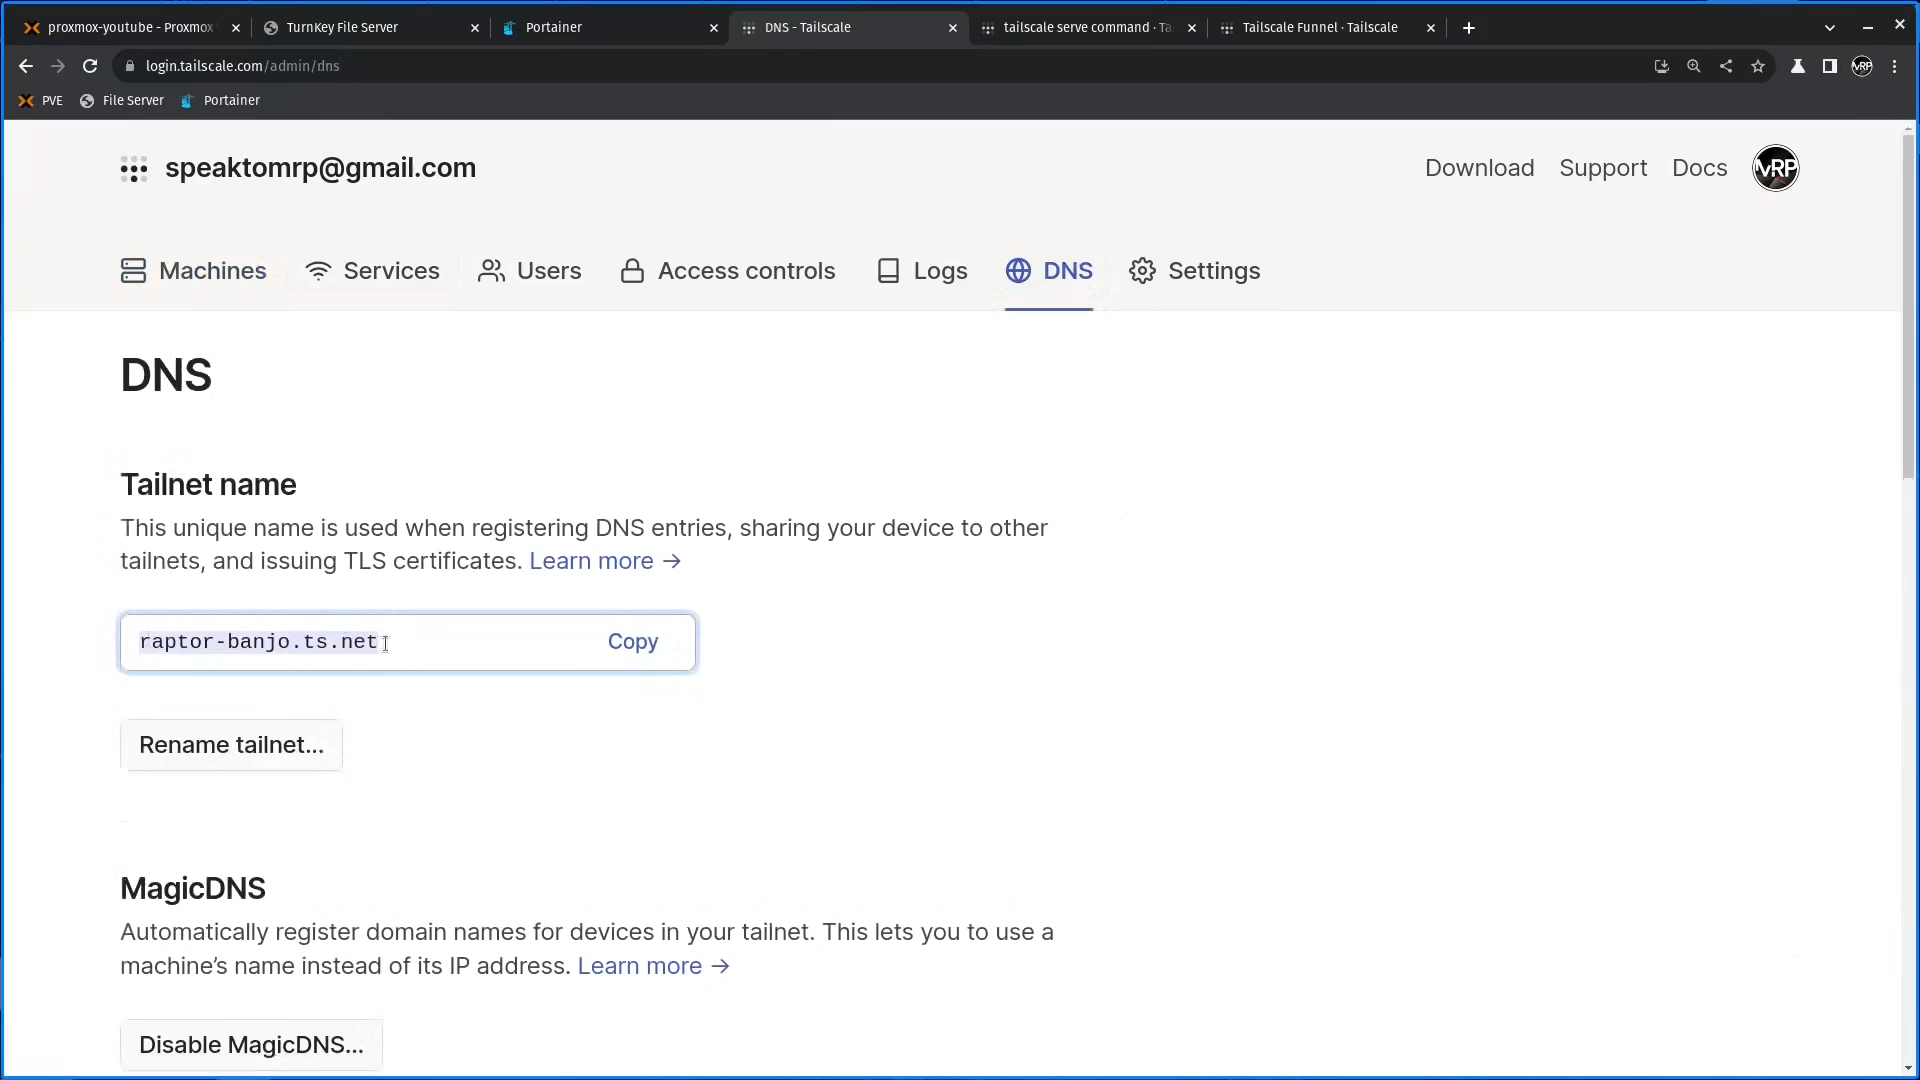 proxmox-youtube - Proxmox
TurnKey File Server
Portainer
DNS - Tailscale
tailscale serve command · Ta
Tailscale Funnel · Tailscale
login.tailscale.com/admin/dns
PVE
File Server
Portainer
speaktomrp@gmail.com
Download
Support
Docs
MRP
Machines
Services
Users
Access controls
Logs
DNS
Settings
DNS
Tailnet name
This unique name is used when registering DNS entries, sharing your device to other
tailnets, and issuing TLS certificates. Learn more →
raptor-banjo.ts.net
Copy
Rename tailnet...
MagicDNS
Automatically register domain names for devices in your tailnet. This lets you to use a
machine’s name instead of its IP address. Learn more →
Disable MagicDNS...